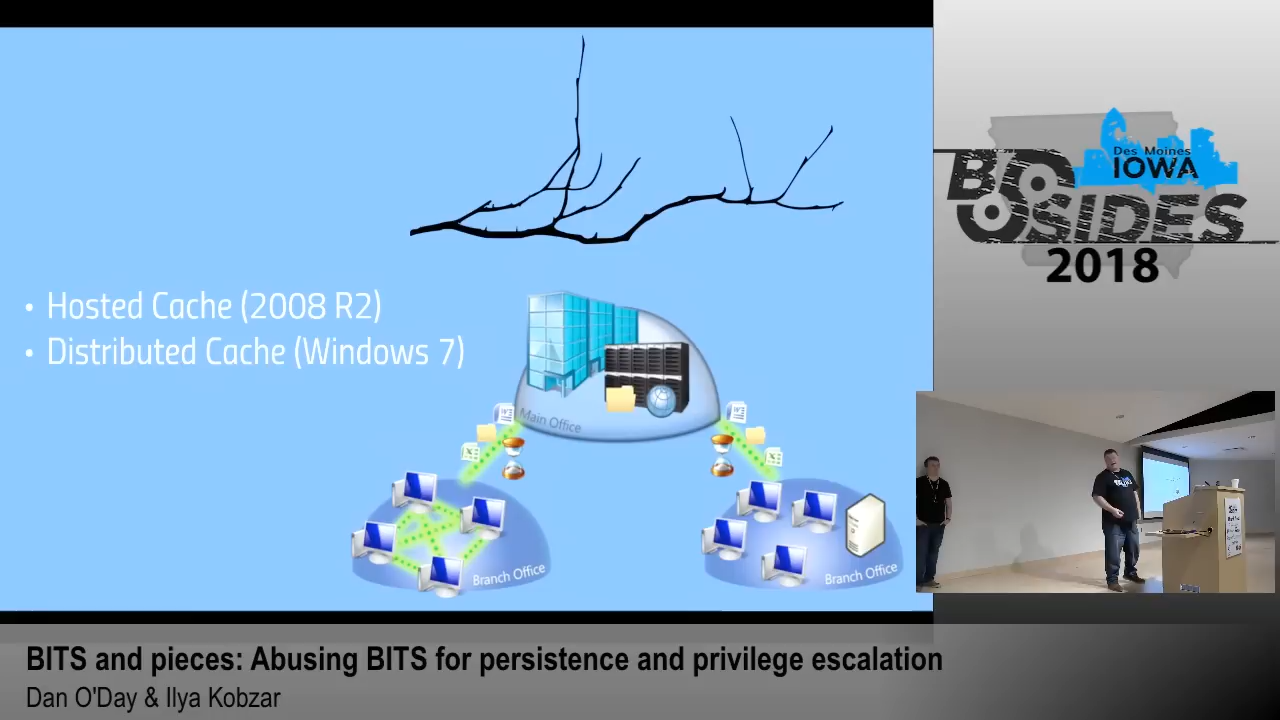 • Hosted Cache (2008 R2)
• Distributed Cache (Windows 7)
Main Office
Branch Office
Branch Office
Des Moines
IOWA
BSIDES
2018
BITS and pieces: Abusing BITS for persistence and privilege escalation
Dan O'Day & Ilya Kobzar